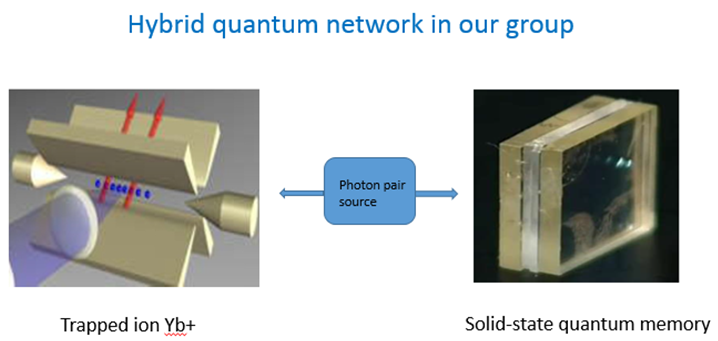 Hybrid quantum network in our group
Photon pair
source
Trapped ion Yb+
Solid-state quantum memory